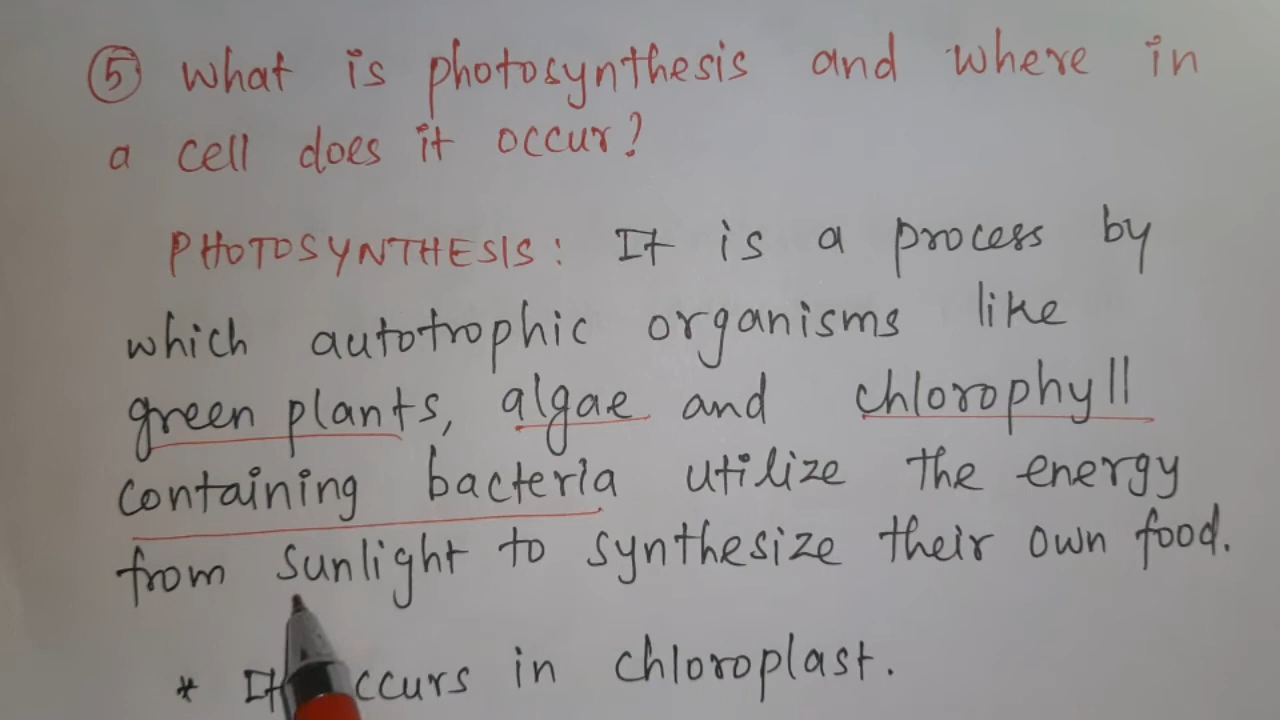 ⑤ What is photosynthesis and where in
a cell does it occur?
PHOTOSYNTHESIS: It is a process by
which autotrophic organisms like
green plants, algae and chlorophyll
containing bacteria utilize the energy
from sunlight to synthesize their own food.
* It ccurs in chloroplast.